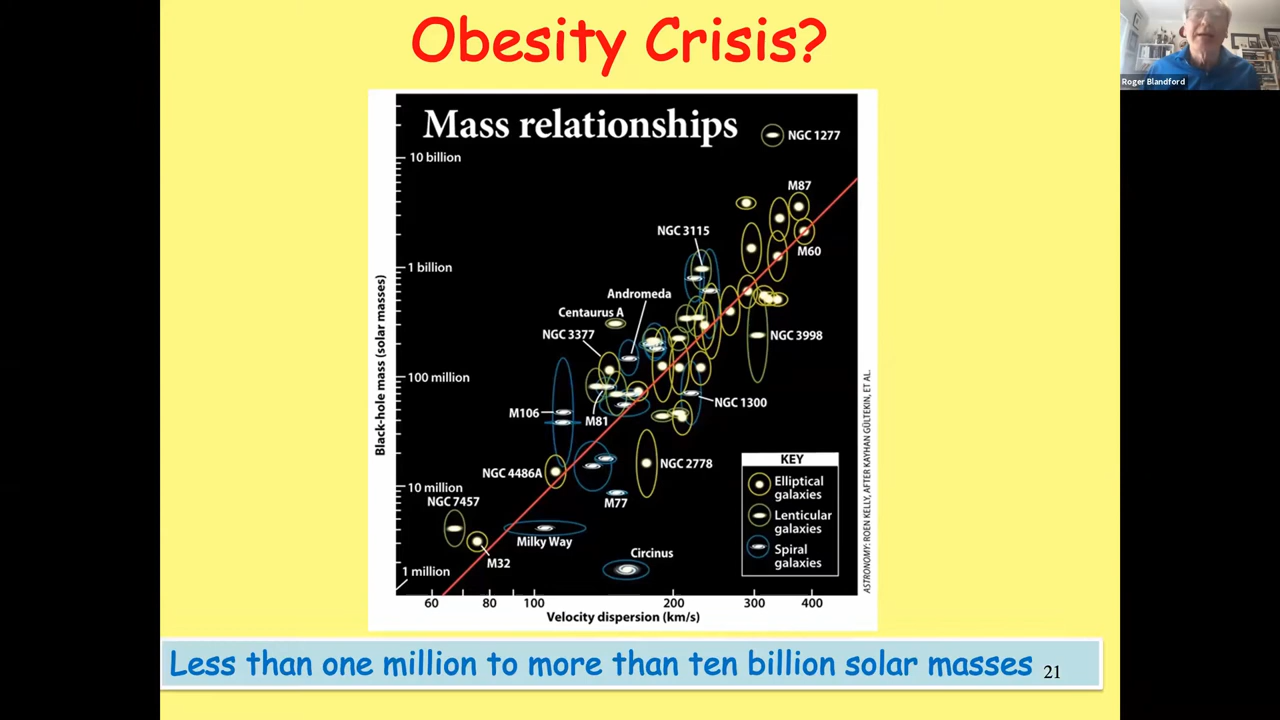 Obesity Crisis?
Roger Blandford
Mass relationships
NGC 1277
10 billion
M87
NGC 3115
M60
1 billion
Andromeda
Centaurus A
NGC 3377
NGC 3998
100 million
M106
M81
NGC 1300
NGC 4486A
NGC 2778
10 million
M77
NGC 7457
Milky Way
M32
Circinus
1 million
KEY
Elliptical
galaxies
Lenticular
galaxies
Spiral
galaxies
60 80 100 200 300 400
Velocity dispersion (km/s)
Black-hole mass (solar masses)
ASTRONOMY: ROEN KELLY, AFTER KAYHAN GÜLTEKIN, ET AL.
Less than one million to more than ten billion solar masses
21